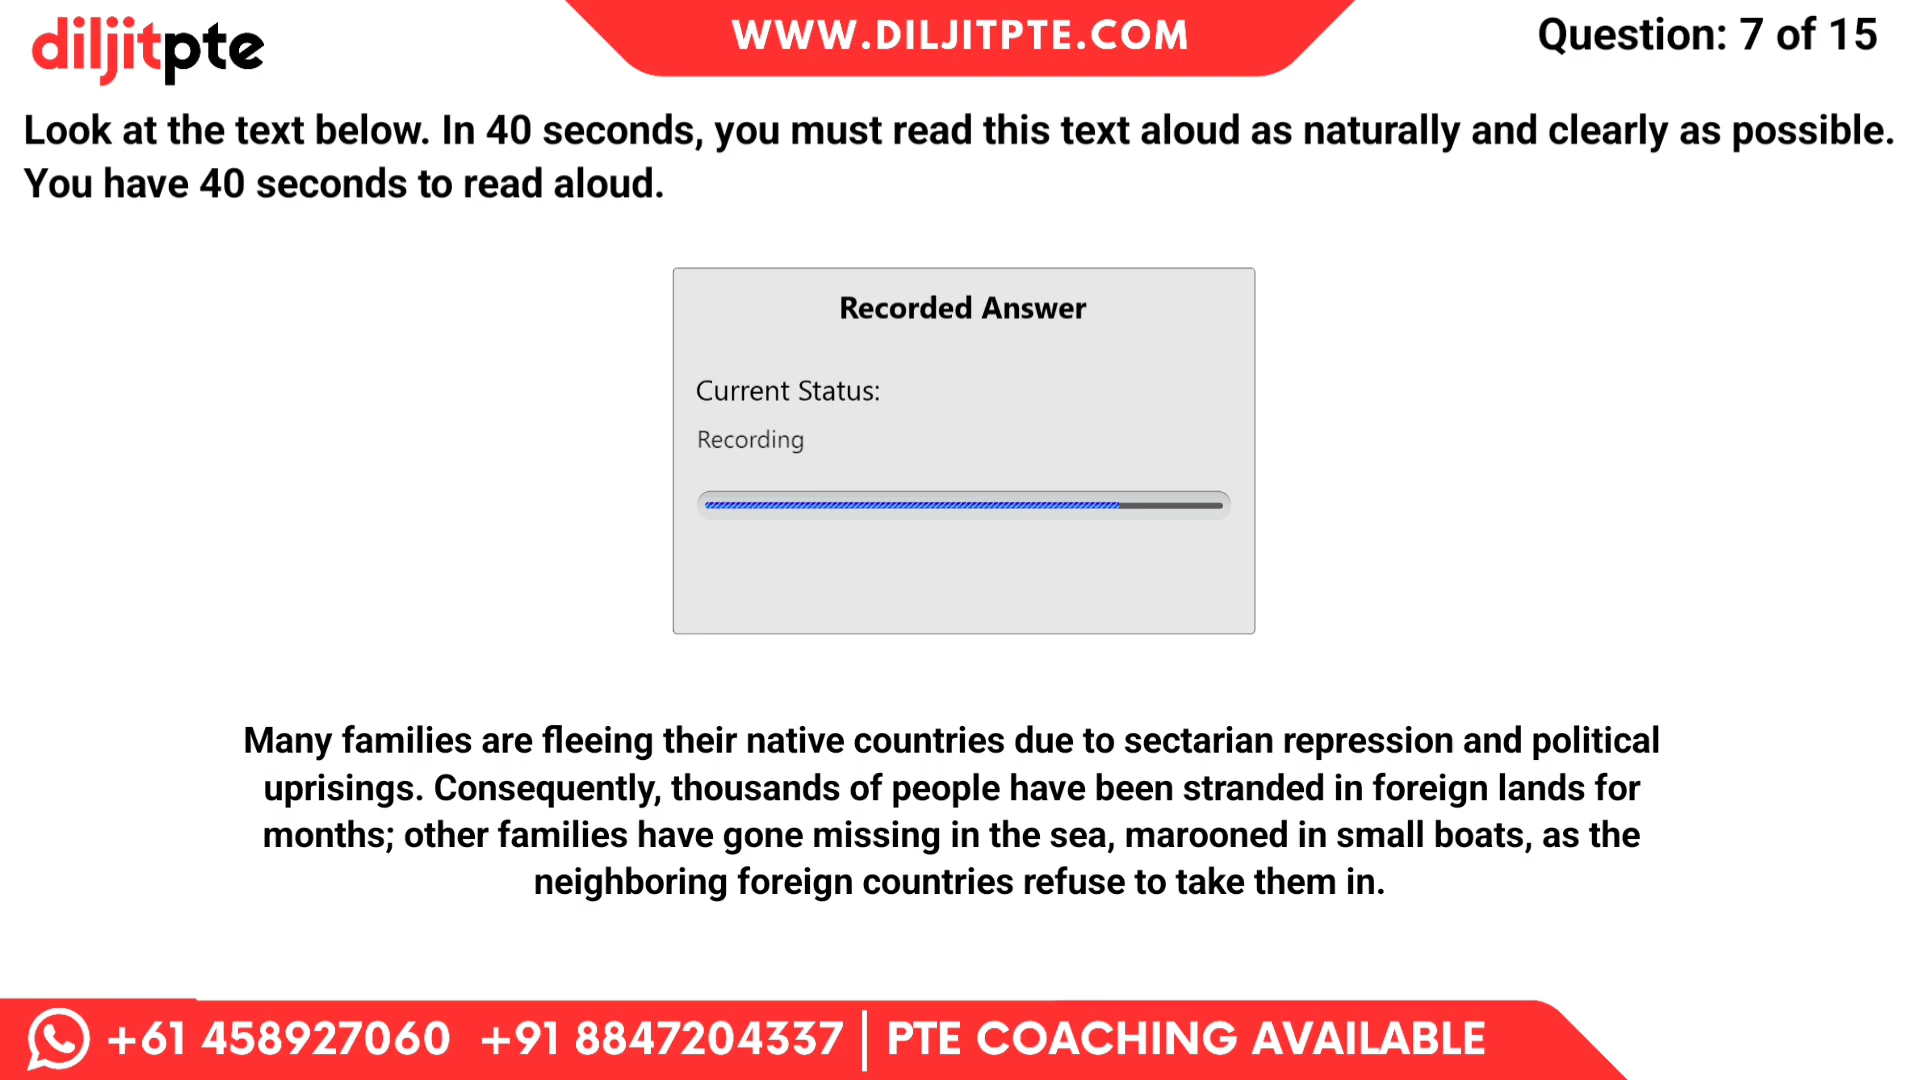 diljitpte
WWW.DILJITPTE.COM
Question: 7 of 15
Look at the text below. In 40 seconds, you must read this text aloud as naturally and clearly as possible.
You have 40 seconds to read aloud.
Recorded Answer
Current Status:
Recording
Many families are fleeing their native countries due to sectarian repression and political
uprisings. Consequently, thousands of people have been stranded in foreign lands for
months; other families have gone missing in the sea, marooned in small boats, as the
neighboring foreign countries refuse to take them in.
+61 458927060 +91 8847204337 | PTE COACHING AVAILABLE